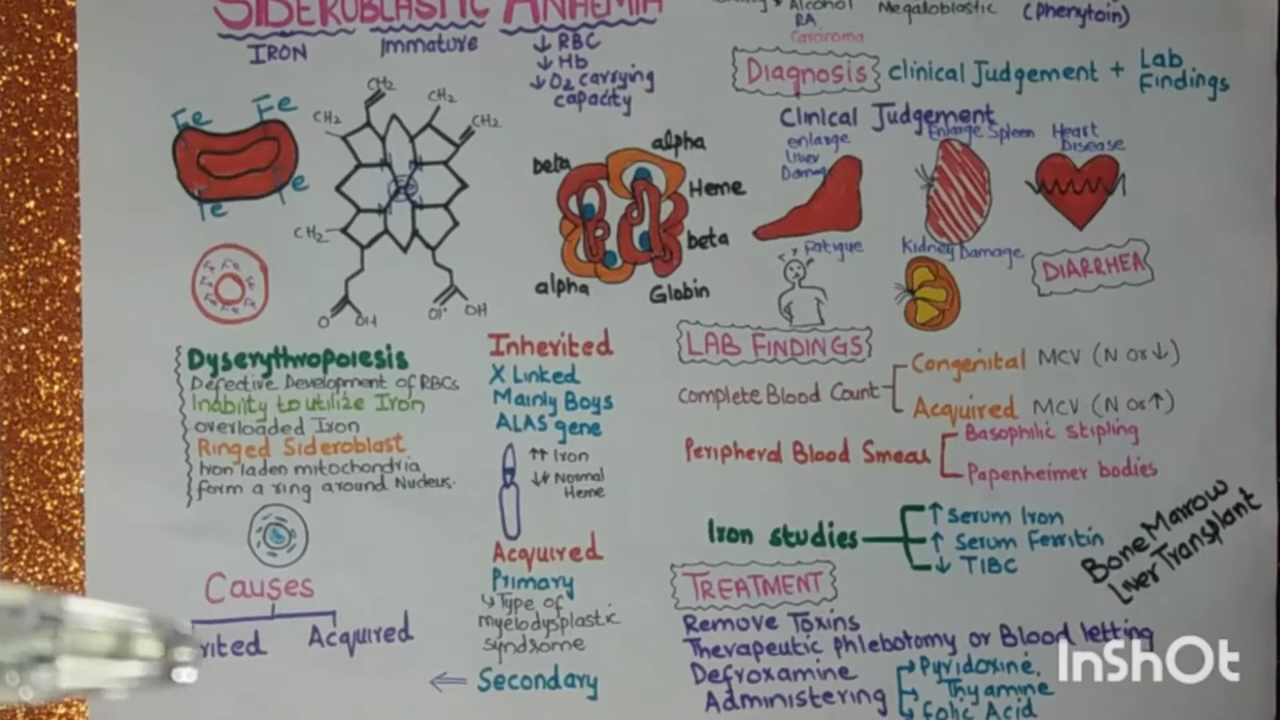 SIDEROBLASTIC ANAEMIA
IRON
Immature
↓ RBC
↓ Hb
↓ O2 carrying
capacity
Fe Fe
Fe e
CH2
CH2
CH2
CH2
CH2
O OH
O OH
beta
alpha
Heme
beta
alpha
Globin
Dyserythropoiesis
Defective Development of RBCs
Inabiity to utilize Iron
overloaded Iron
Ringed Sideroblast
Iron laden mitochondria
form a ring around Nucleus.
Causes
rited
Acquired
Inherited
X Linked
Mainly Boys
ALAS gene
↑↑ Iron
↓↓ Normal
Heme
Acquired
Primary
↳ Type of
myelodysplastic
syndrome
⇐ Secondary
Alcohol
RA
Carcinoma
Megaloblastic
(phenytoin)
Diagnosis
clinical Judgement + Lab
Findings
Clinical Judgement
enlarge
Liver
Damag
Enlarge Spleen
Heart
Disease
Fatigue
Kidney Damage
DIARRHEA
LAB FINDINGS
complete Blood Count
Congenital MCV (N or ↓)
Acquired MCV (N or ↑)
Peripheral Blood Smear
Basophilic stipling
Papenheimer bodies
Iron studies
↑ Serum Iron
↑ Serum Ferritin
↓ TIBC
Bone Marrow
Liver Transplant
TREATMENT
Remove Toxins
Therapeutic Phlebotomy or Blood letting
Defroxamine
Administering
Pyridoxine,
Thyamine
Folic Acid
InShOt